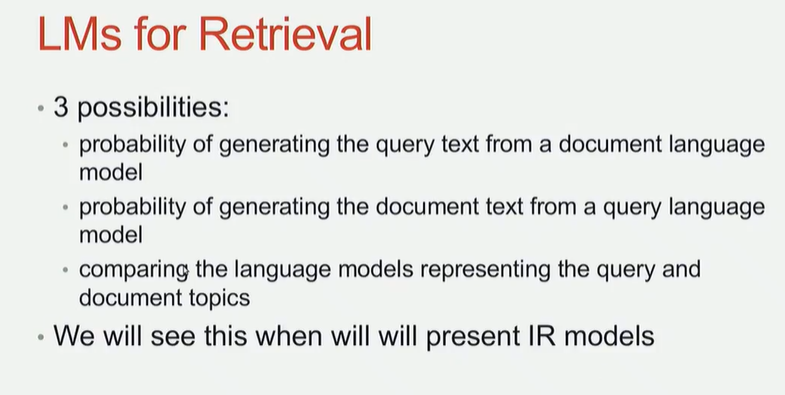 LMs for Retrieval
• 3 possibilities:
• probability of generating the query text from a document language
model
• probability of generating the document text from a query language
model
• comparing the language models representing the query and
document topics
• We will see this when will will present IR models